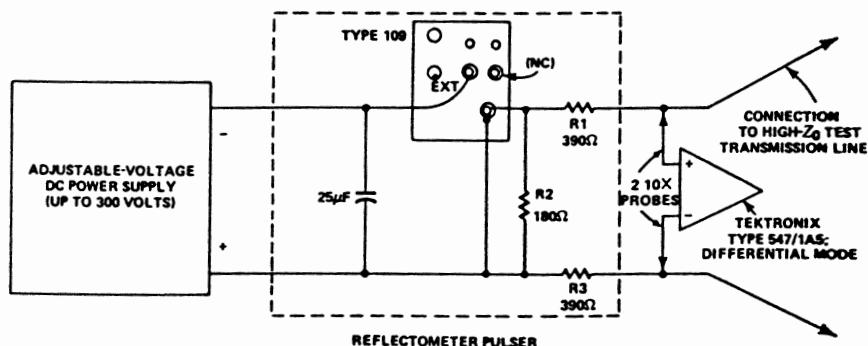 TYPE 109
(NC)
EXT
ADJUSTABLE-VOLTAGE
DC POWER SUPPLY
(UP TO 300 VOLTS)
−
+
25μF
R1
390Ω
R2
180Ω
R3
390Ω
CONNECTION
TO HIGH-Z0 TEST
TRANSMISSION LINE
2 10X
PROBES
+
−
TEKTRONIX
TYPE 547/1A5;
DIFFERENTIAL MODE
REFLECTOMETER PULSER